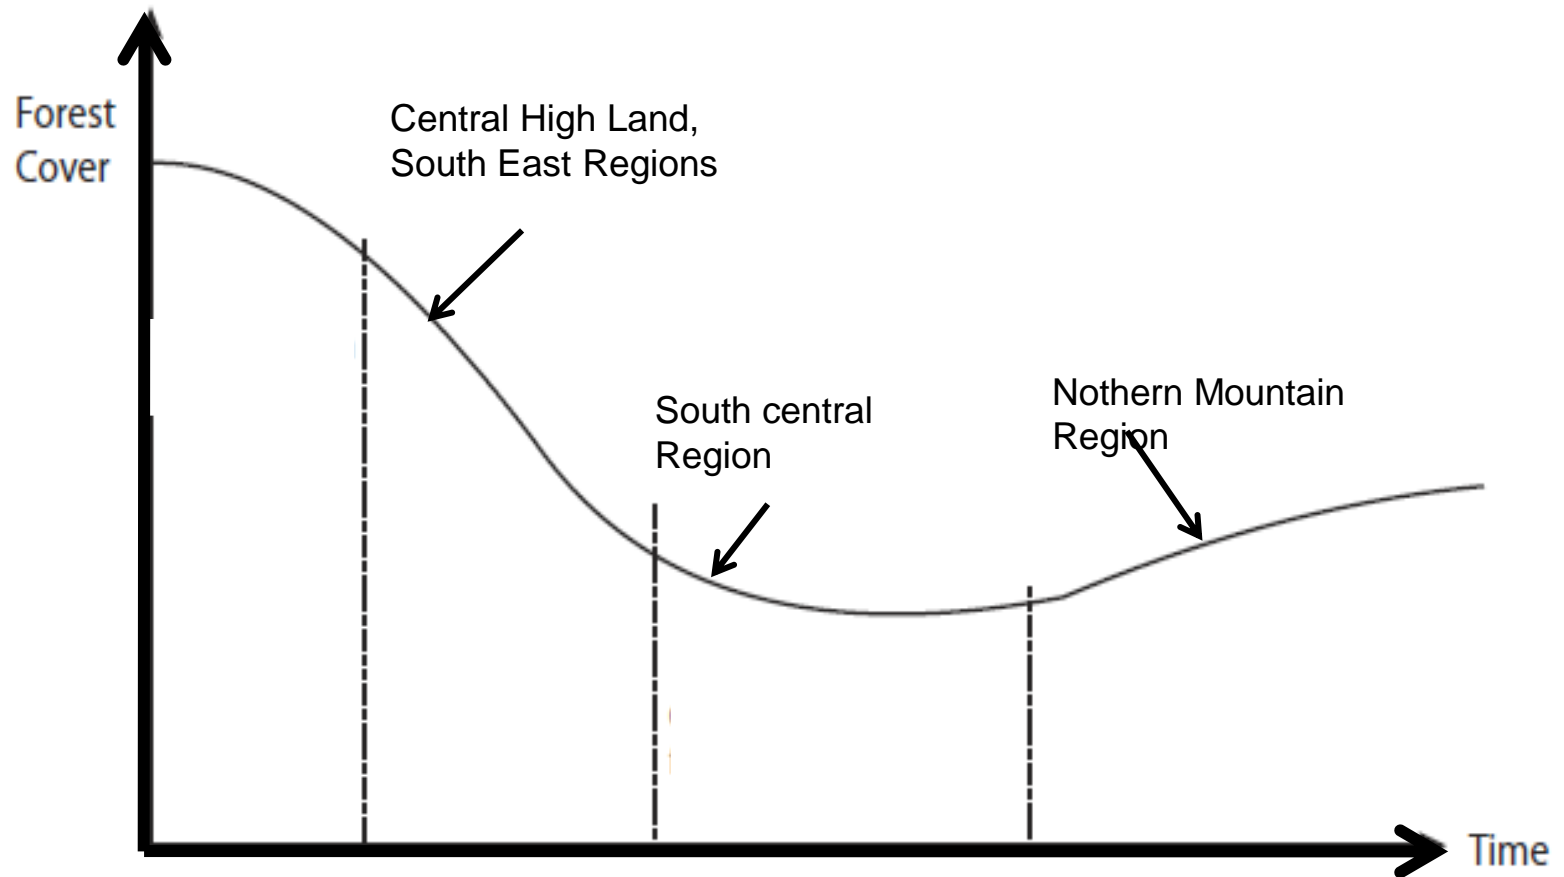 Forest
Cover
Central High Land,
South East Regions
South central
Region
Nothern Mountain
Region
Time